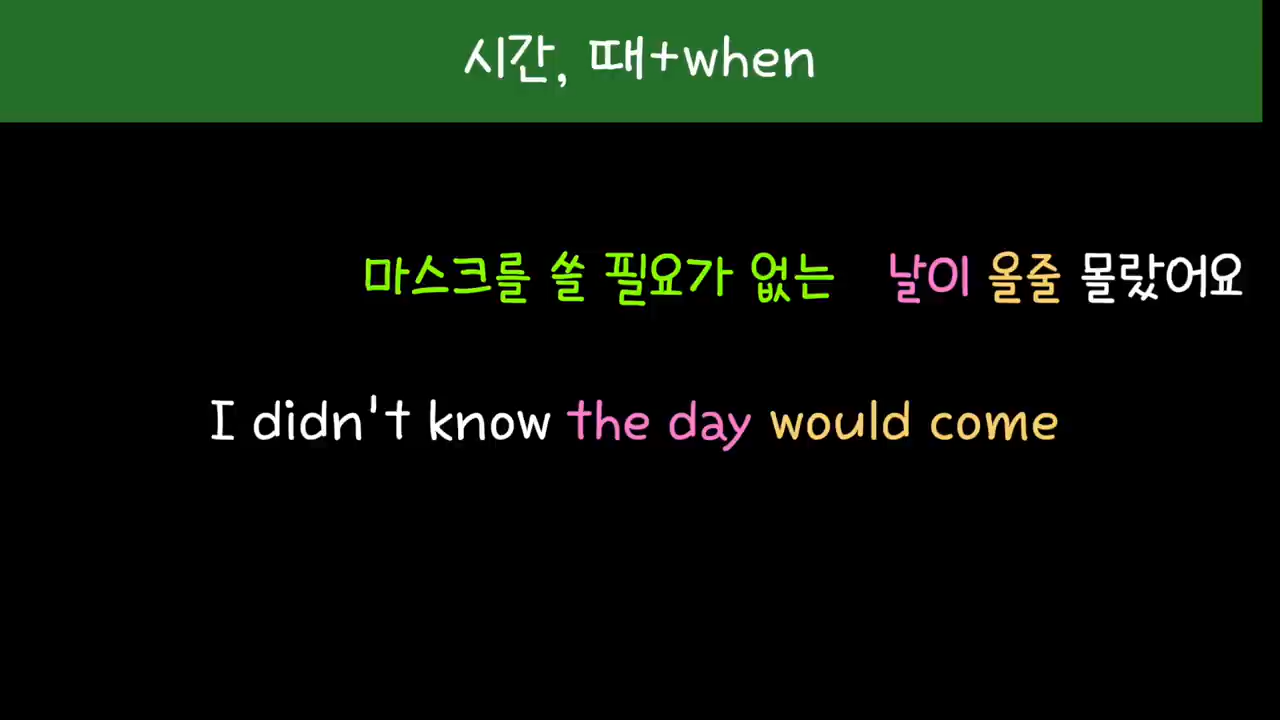 시간, 때+when
마스크를 쓸 필요가 없는 날이 올줄 몰랐어요
I didn't know the day would come